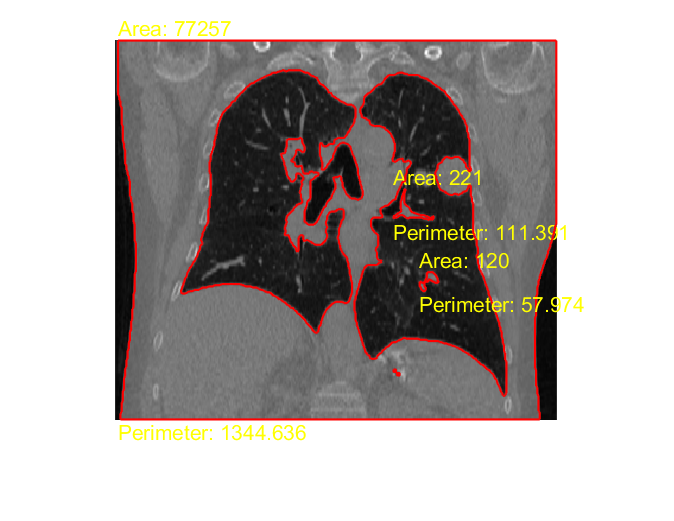 Area: 77257
Area: 221
Perimeter: 111.391
Area: 120
Perimeter: 57.974
Perimeter: 1344.636